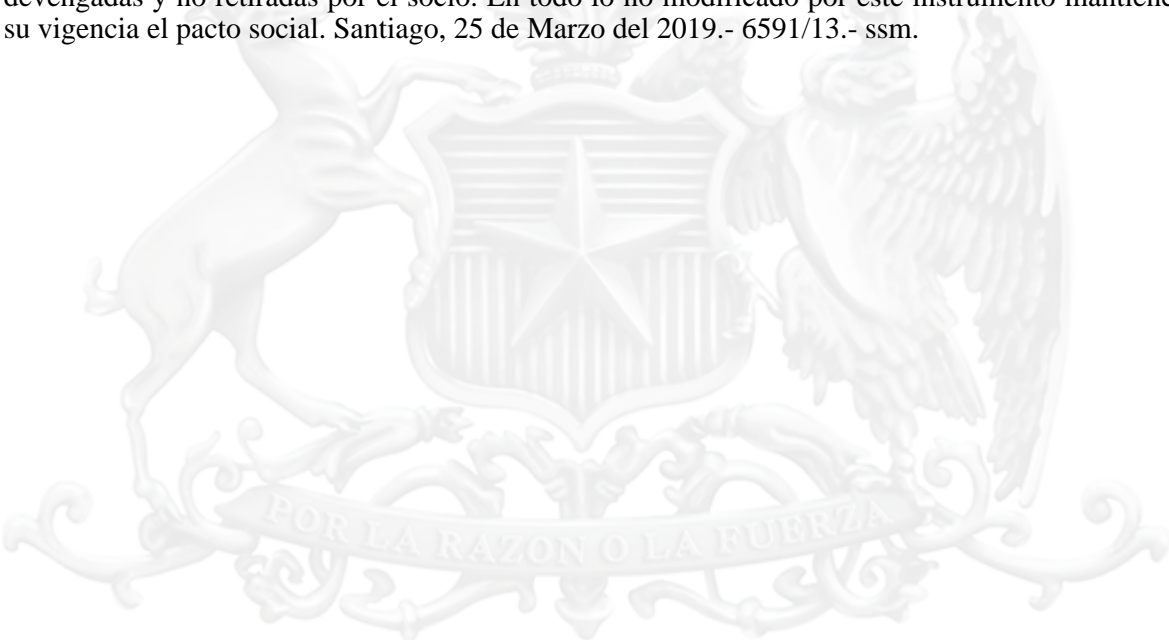 devengadas y no retiradas por el socio. En todo lo no modificado por este instrumento mantiene
su vigencia el pacto social. Santiago, 25 de Marzo del 2019.- 6591/13.- ssm.
POR LA RAZON O LA FUERZA